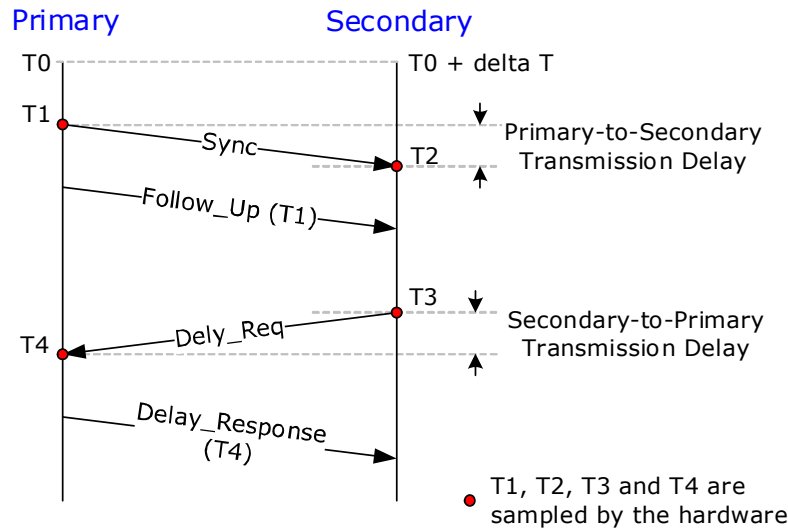 Primary
Secondary
T0
T0 + delta T
T1
Sync
T2
Primary-to-Secondary
Transmission Delay
Follow_Up (T1)
T3
Dely_Req
T4
Secondary-to-Primary
Transmission Delay
Delay_Response
(T4)
T1, T2, T3 and T4 are
sampled by the hardware